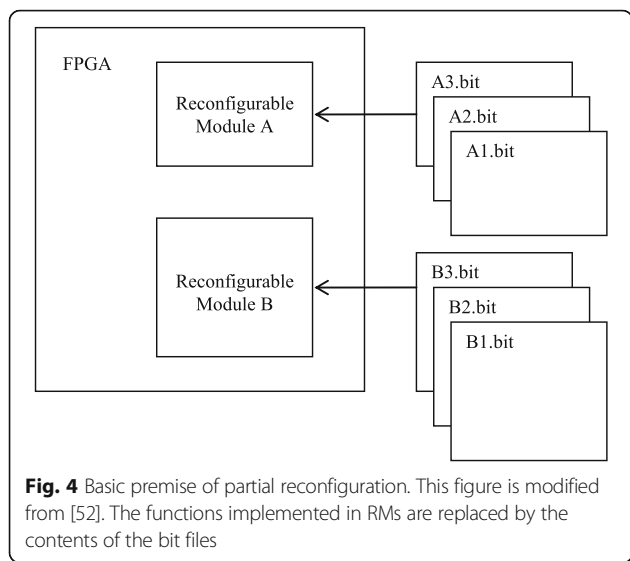 FPGA
Reconfigurable
Module A
A3.bit
A2.bit
A1.bit
Reconfigurable
Module B
B3.bit
B2.bit
B1.bit
Fig. 4 Basic premise of partial reconfiguration. This figure is modified
from [52]. The functions implemented in RMs are replaced by the
contents of the bit files